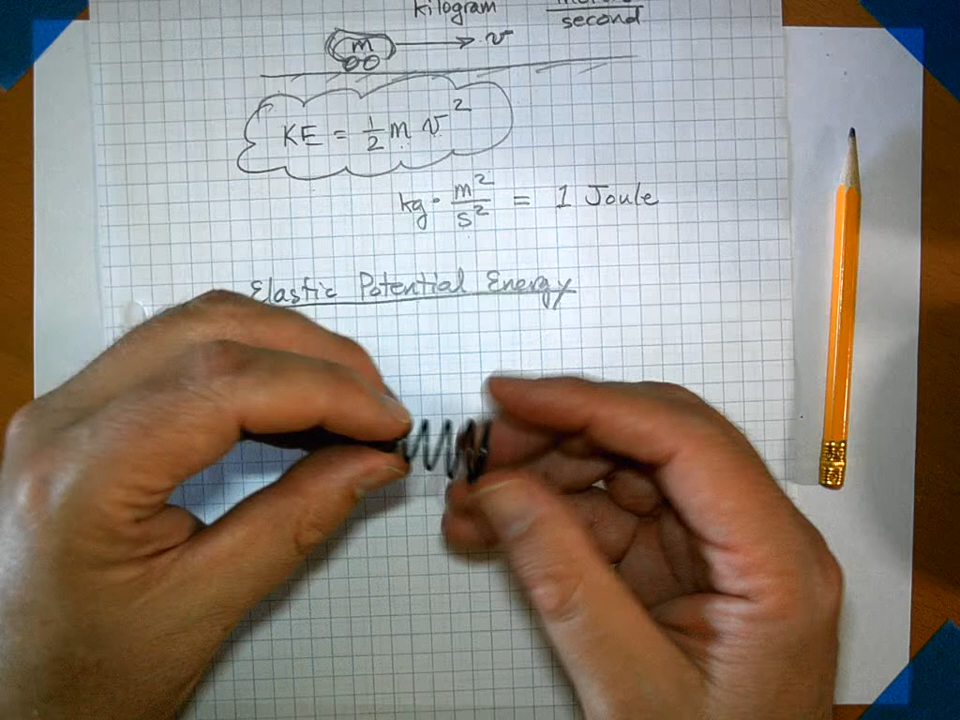 kilogram
second
m → v
KE = ½ m v²
kg · m²/s² = 1 Joule
Elastic Potential Energy